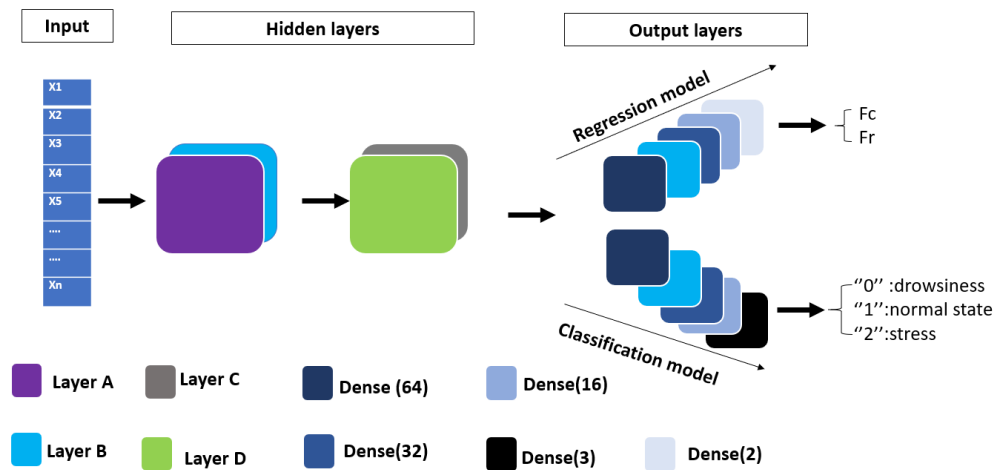 Input
Hidden layers
Output layers
X1
X2
X3
X4
X5
....
....
Xn
Regression model
Fc
Fr
Classification model
‘’0’’ :drowsiness
‘’1’’:normal state
‘’2’’:stress
Layer A
Layer C
Dense (64)
Dense(16)
Layer B
Layer D
Dense(32)
Dense(3)
Dense(2)